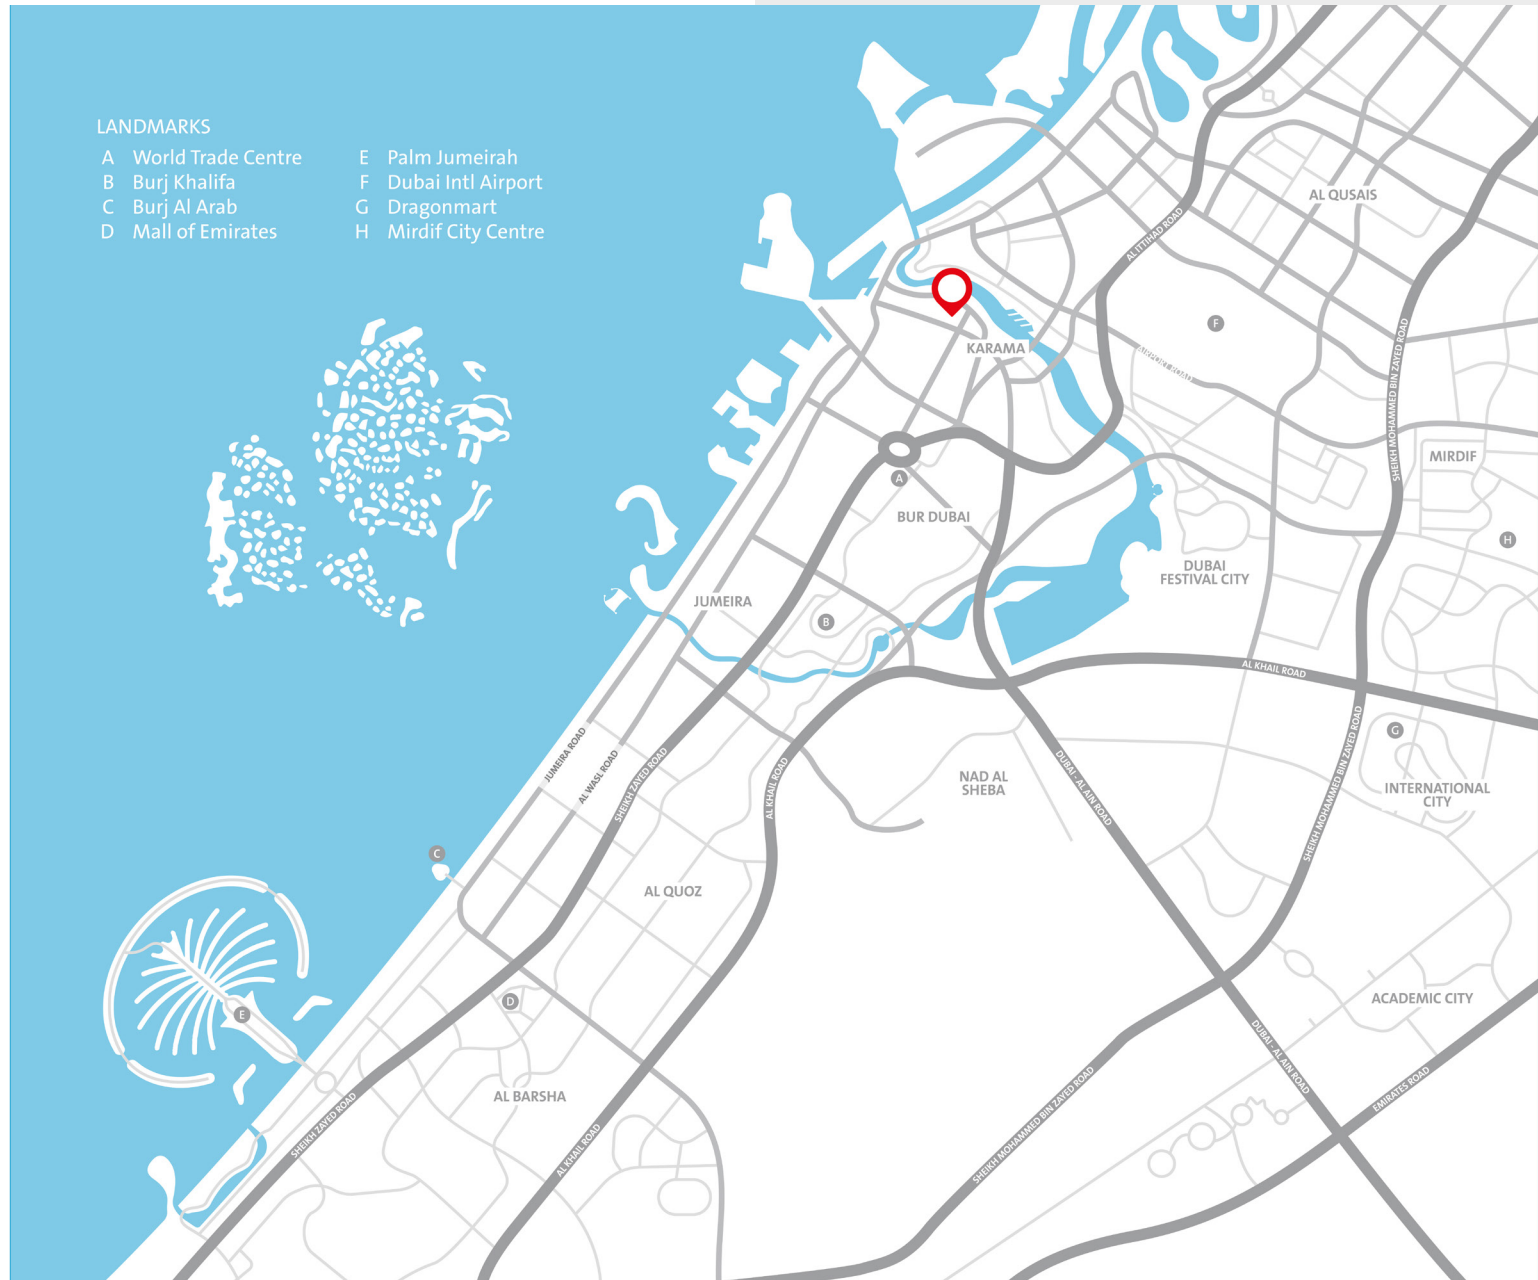 LANDMARKS
A World Trade Centre
B Burj Khalifa
C Burj Al Arab
D Mall of Emirates
E Palm Jumeirah
F Dubai Intl Airport
G Dragonmart
H Mirdif City Centre
AL QUSAIS
AL ITTIHAD ROAD
F
KARAMA
AIRPORT ROAD
SHEIKH MOHAMMED BIN ZAYED ROAD
MIRDIF
A
BUR DUBAI
H
DUBAI
FESTIVAL CITY
JUMEIRA
B
AL KHAIL ROAD
G
JUMEIRA ROAD
AL WASL ROAD
SHEIKH ZAYED ROAD
AL KHAIL ROAD
NAD AL
SHEBA
DUBAI - AL AIN ROAD
SHEIKH MOHAMMED BIN ZAYED ROAD
INTERNATIONAL
CITY
C
AL QUOZ
D
E
ACADEMIC CITY
DUBAI - AL AIN ROAD
AL BARSHA
SHEIKH ZAYED ROAD
AL KHAIL ROAD
SHEIKH MOHAMMED BIN ZAYED ROAD
EMIRATES ROAD